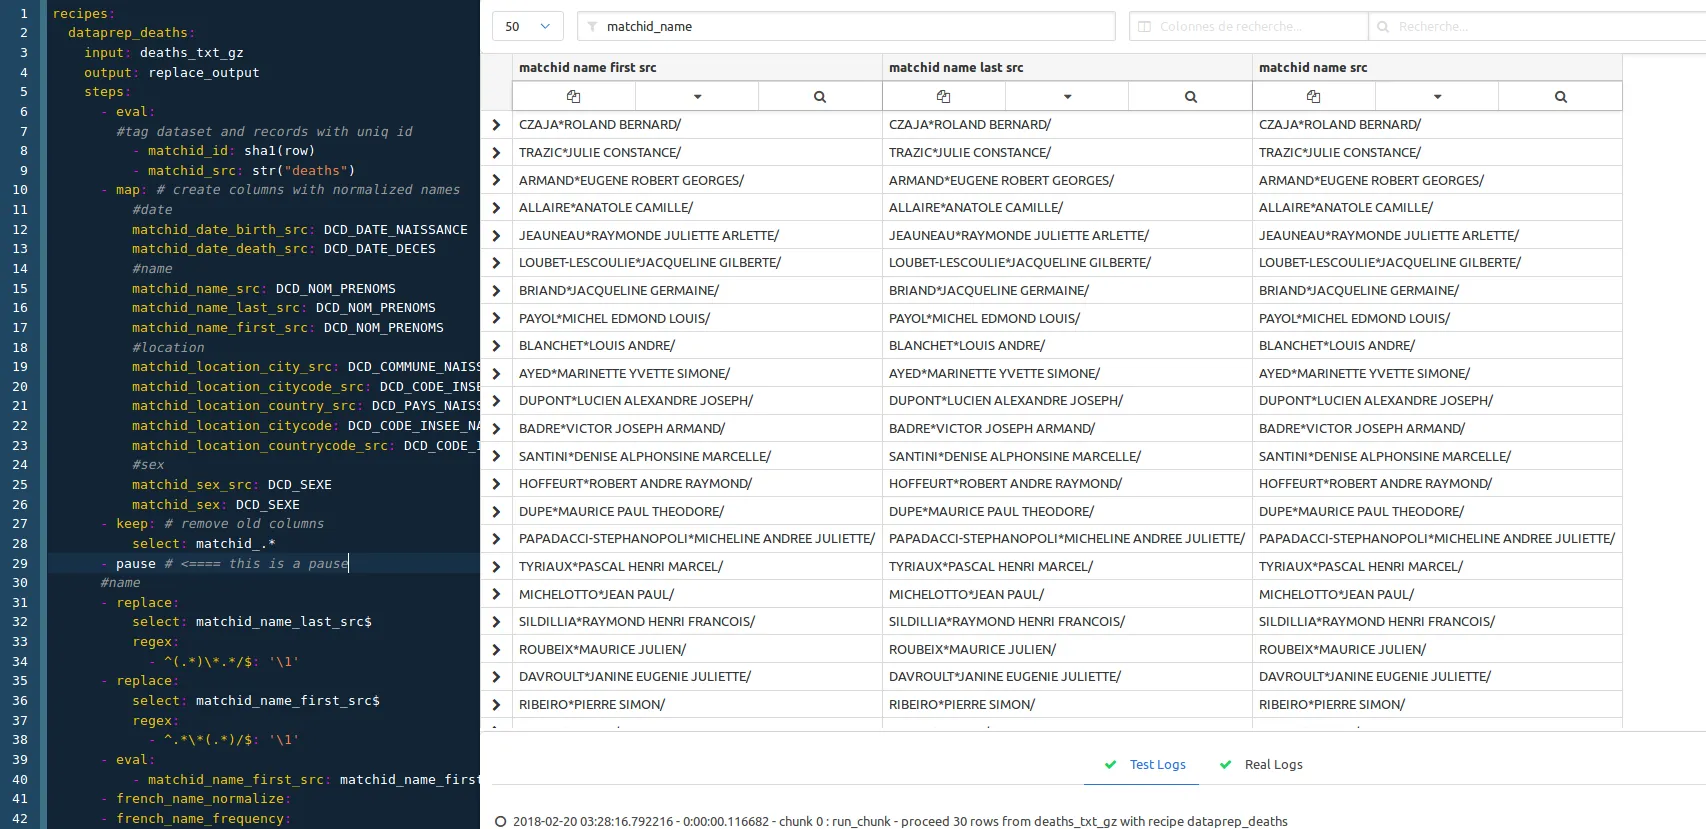 1 recipes:
2 dataprep_deaths:
3 input: deaths_txt_gz
4 output: replace_output
5 steps:
6 - eval:
7 #tag dataset and records with uniq id
8 - matchid_id: sha1(row)
9 - matchid_src: str("deaths")
10 - map: # create columns with normalized names
11 #date
12 matchid_date_birth_src: DCD_DATE_NAISSANCE
13 matchid_date_death_src: DCD_DATE_DECES
14 #name
15 matchid_name_src: DCD_NOM_PRENOMS
16 matchid_name_last_src: DCD_NOM_PRENOMS
17 matchid_name_first_src: DCD_NOM_PRENOMS
18 #location
19 matchid_location_city_src: DCD_COMMUNE_NAISS
20 matchid_location_citycode_src: DCD_CODE_INSE
21 matchid_location_country_src: DCD_PAYS_NAISS
22 matchid_location_citycode: DCD_CODE_INSEE_NA
23 matchid_location_countrycode_src: DCD_CODE_I
24 #sex
25 matchid_sex_src: DCD_SEXE
26 matchid_sex: DCD_SEXE
27 - keep: # remove old columns
28 select: matchid_.*
29 - pause # <==== this is a pause
30 #name
31 - replace:
32 select: matchid_name_last_src$
33 regex:
34 - ^(.*)\*.*/$: '\1'
35 - replace:
36 select: matchid_name_first_src$
37 regex:
38 - ^.*\*(.*)/$: '\1'
39 - eval:
40 - matchid_name_first_src: matchid_name_first
41 - french_name_normalize:
42 - french_name_frequency:
50 matchid_name Colonnes de recherche... Recherche...
matchid name first src matchid name last src matchid name src
CZAJA*ROLAND BERNARD/ CZAJA*ROLAND BERNARD/ CZAJA*ROLAND BERNARD/
TRAZIC*JULIE CONSTANCE/ TRAZIC*JULIE CONSTANCE/ TRAZIC*JULIE CONSTANCE/
ARMAND*EUGENE ROBERT GEORGES/ ARMAND*EUGENE ROBERT GEORGES/ ARMAND*EUGENE ROBERT GEORGES/
ALLAIRE*ANATOLE CAMILLE/ ALLAIRE*ANATOLE CAMILLE/ ALLAIRE*ANATOLE CAMILLE/
JEAUNEAU*RAYMONDE JULIETTE ARLETTE/ JEAUNEAU*RAYMONDE JULIETTE ARLETTE/ JEAUNEAU*RAYMONDE JULIETTE ARLETTE/
LOUBET-LESCOULIE*JACQUELINE GILBERTE/ LOUBET-LESCOULIE*JACQUELINE GILBERTE/ LOUBET-LESCOULIE*JACQUELINE GILBERTE/
BRIAND*JACQUELINE GERMAINE/ BRIAND*JACQUELINE GERMAINE/ BRIAND*JACQUELINE GERMAINE/
PAYOL*MICHEL EDMOND LOUIS/ PAYOL*MICHEL EDMOND LOUIS/ PAYOL*MICHEL EDMOND LOUIS/
BLANCHET*LOUIS ANDRE/ BLANCHET*LOUIS ANDRE/ BLANCHET*LOUIS ANDRE/
AYED*MARINETTE YVETTE SIMONE/ AYED*MARINETTE YVETTE SIMONE/ AYED*MARINETTE YVETTE SIMONE/
DUPONT*LUCIEN ALEXANDRE JOSEPH/ DUPONT*LUCIEN ALEXANDRE JOSEPH/ DUPONT*LUCIEN ALEXANDRE JOSEPH/
BADRE*VICTOR JOSEPH ARMAND/ BADRE*VICTOR JOSEPH ARMAND/ BADRE*VICTOR JOSEPH ARMAND/
SANTINI*DENISE ALPHONSINE MARCELLE/ SANTINI*DENISE ALPHONSINE MARCELLE/ SANTINI*DENISE ALPHONSINE MARCELLE/
HOFFEURT*ROBERT ANDRE RAYMOND/ HOFFEURT*ROBERT ANDRE RAYMOND/ HOFFEURT*ROBERT ANDRE RAYMOND/
DUPE*MAURICE PAUL THEODORE/ DUPE*MAURICE PAUL THEODORE/ DUPE*MAURICE PAUL THEODORE/
PAPADACCI-STEPHANOPOLI*MICHELINE ANDREE JULIETTE/ PAPADACCI-STEPHANOPOLI*MICHELINE ANDREE JULIETTE/ PAPADACCI-STEPHANOPOLI*MICHELINE ANDREE JULIETTE/
TYRIAUX*PASCAL HENRI MARCEL/ TYRIAUX*PASCAL HENRI MARCEL/ TYRIAUX*PASCAL HENRI MARCEL/
MICHELOTTO*JEAN PAUL/ MICHELOTTO*JEAN PAUL/ MICHELOTTO*JEAN PAUL/
SILDILLIA*RAYMOND HENRI FRANCOIS/ SILDILLIA*RAYMOND HENRI FRANCOIS/ SILDILLIA*RAYMOND HENRI FRANCOIS/
ROUBEIX*MAURICE JULIEN/ ROUBEIX*MAURICE JULIEN/ ROUBEIX*MAURICE JULIEN/
DAVROULT*JANINE EUGENIE JULIETTE/ DAVROULT*JANINE EUGENIE JULIETTE/ DAVROULT*JANINE EUGENIE JULIETTE/
RIBEIRO*PIERRE SIMON/ RIBEIRO*PIERRE SIMON/ RIBEIRO*PIERRE SIMON/
Test Logs Real Logs
2018-02-20 03:28:16.792216 - 0:00:00.116682 - chunk 0 : run_chunk - proceed 30 rows from deaths_txt_gz with recipe dataprep_deaths